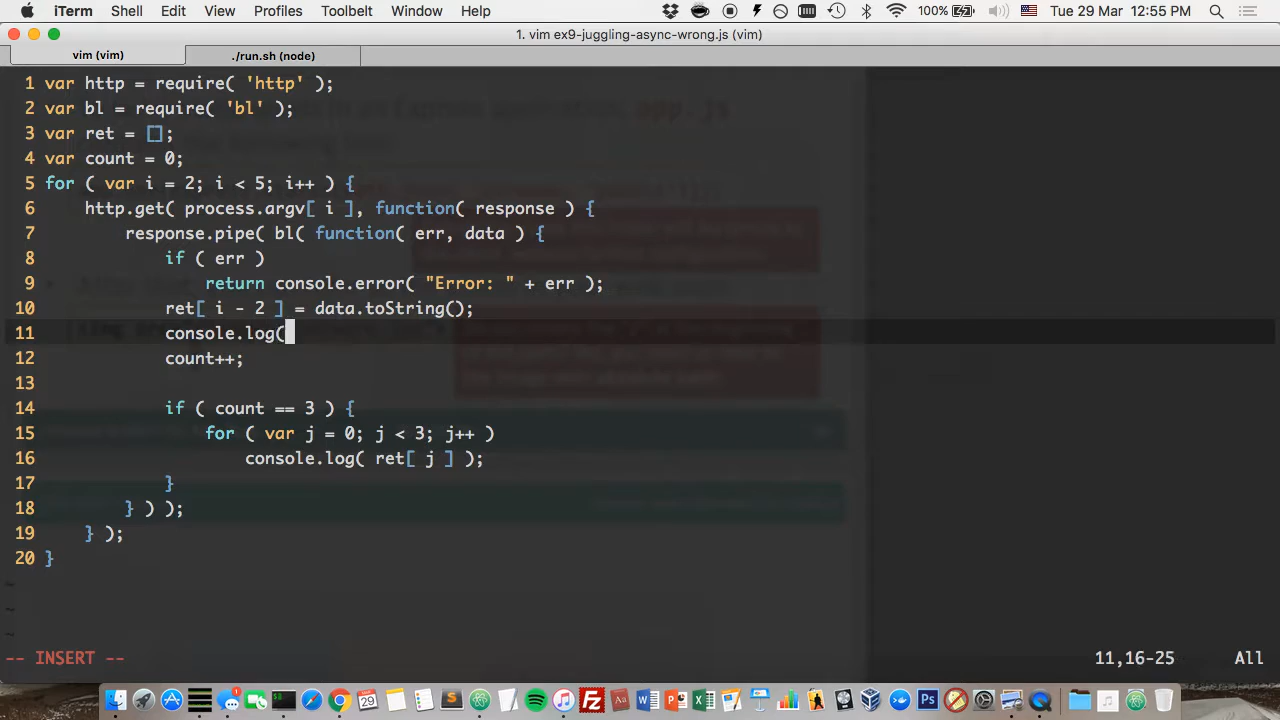 iTerm Shell Edit View Profiles Toolbelt Window Help 100% Tue 29 Mar 12:55 PM
1. vim ex9-juggling-async-wrong.js (vim)
vim (vim) ./run.sh (node)
1 var http = require( 'http' );
2 var bl = require( 'bl' );
3 var ret = [];
4 var count = 0;
5 for ( var i = 2; i < 5; i++ ) {
6 http.get( process.argv[ i ], function( response ) {
7 response.pipe( bl( function( err, data ) {
8 if ( err )
9 return console.error( "Error: " + err );
10 ret[ i - 2 ] = data.toString();
11 console.log(
12 count++;
13
14 if ( count == 3 ) {
15 for ( var j = 0; j < 3; j++ )
16 console.log( ret[ j ] );
17 }
18 } ) );
19 } );
20 }
~
~
~
-- INSERT -- 11,16-25 All